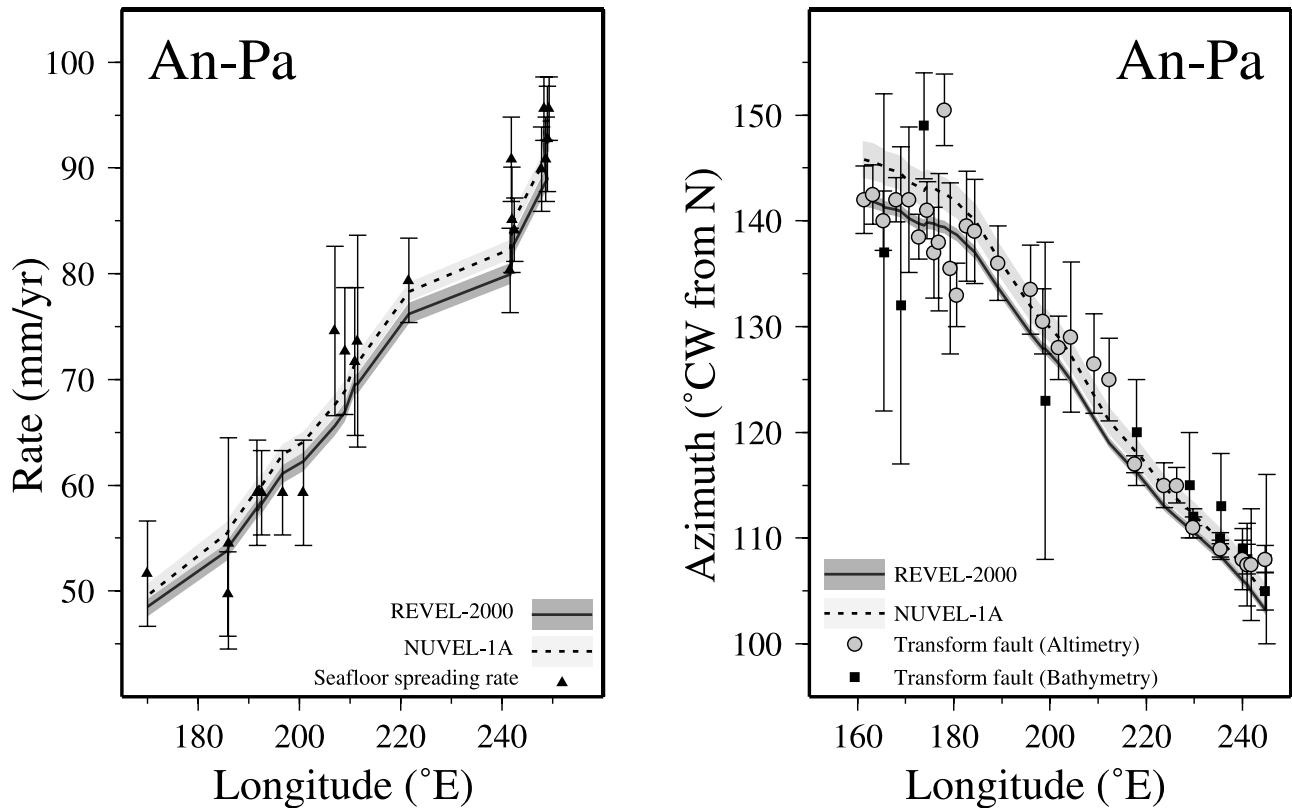 An-Pa
100
90
80
70
60
50
Rate (mm/yr)
REVEL-2000
NUVEL-1A
Seafloor spreading rate
180 200 220 240
Longitude (˚E)
An-Pa
150
140
130
120
110
100
Azimuth (˚CW from N)
REVEL-2000
NUVEL-1A
Transform fault (Altimetry)
Transform fault (Bathymetry)
160 180 200 220 240
Longitude (˚E)